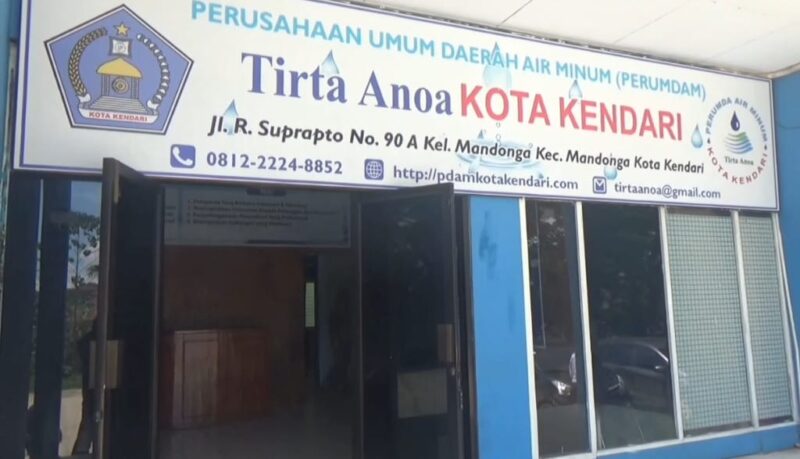 PERUSAHAAN UMUM DAERAH AIR MINUM (PERUMDAM)
Tirta Anoa KOTA KENDARI
Jl. R. Suprapto No. 90 A Kel. Mandonga Kec. Mandonga Kota Kendari
0812-2224-8852 http://pdamkotakendari.com tirtaanoa@gmail.com
KOTA KENDARI
PERUMDA AIR MINUM
Tirta Anoa
KOTA KENDARI